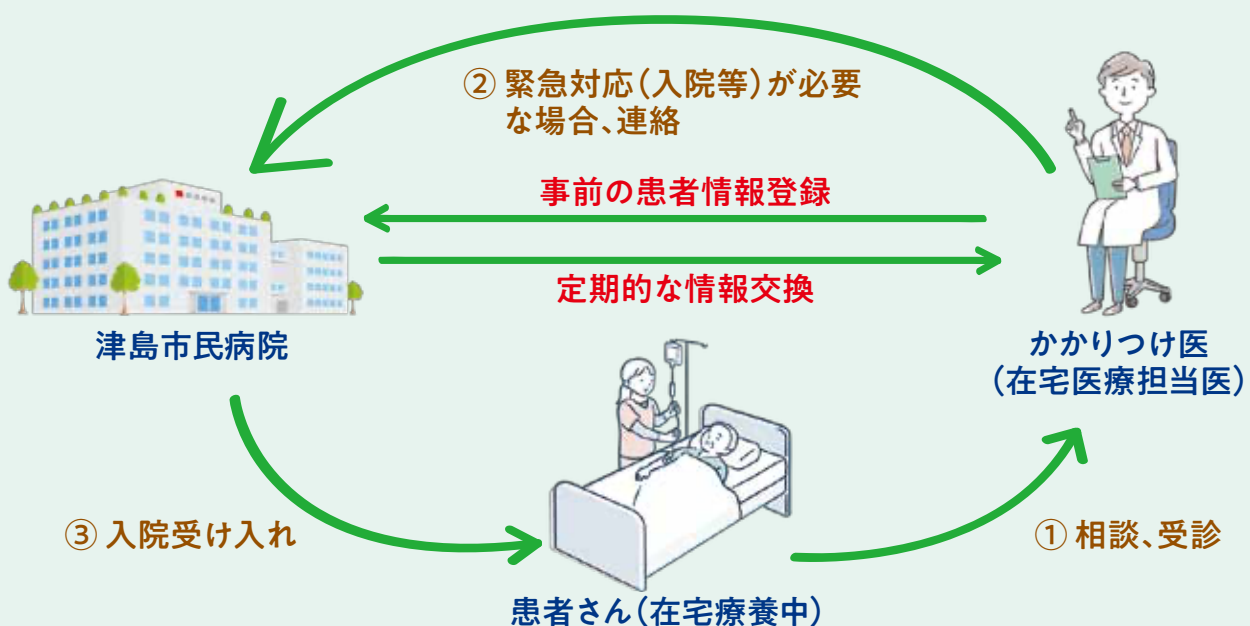 ② 緊急対応(入院等)が必要
な場合、連絡
事前の患者情報登録
定期的な情報交換
津島市民病院
かかりつけ医
(在宅医療担当医)
③ 入院受け入れ
① 相談、受診
患者さん(在宅療養中)